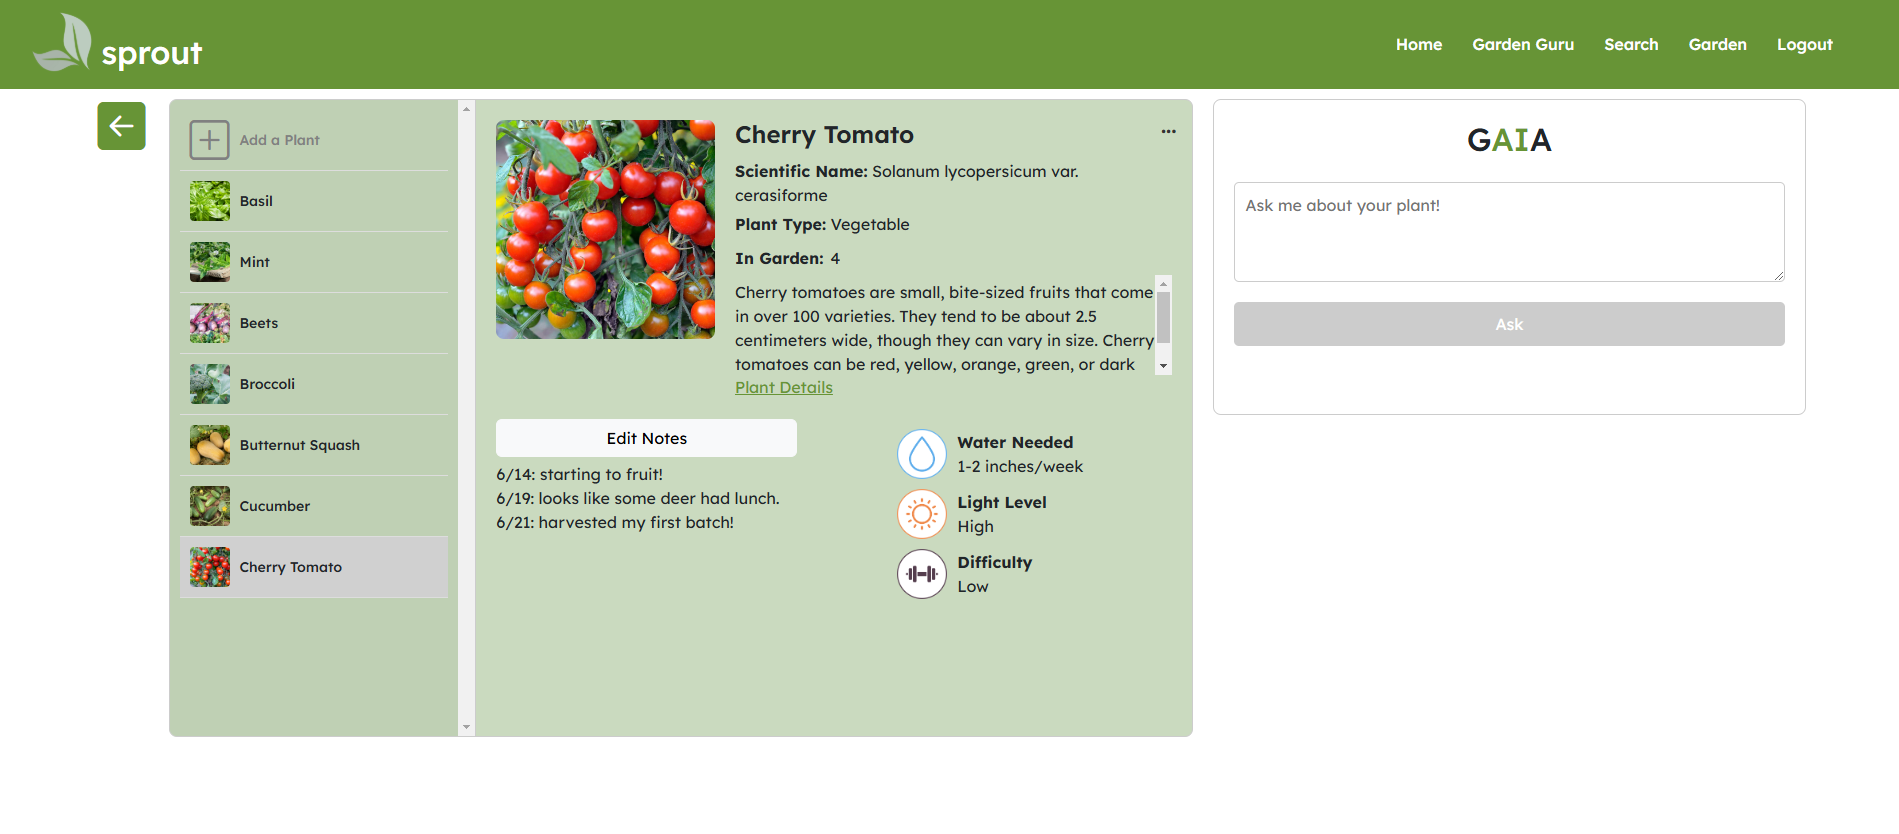 sprout
Home
Garden Guru
Search
Garden
Logout
Add a Plant
Basil
Mint
Beets
Broccoli
Butternut Squash
Cucumber
Cherry Tomato
Cherry Tomato
...
Scientific Name: Solanum lycopersicum var.
cerasiforme
Plant Type: Vegetable
In Garden: 4
Cherry tomatoes are small, bite-sized fruits that come
in over 100 varieties. They tend to be about 2.5
centimeters wide, though they can vary in size. Cherry
tomatoes can be red, yellow, orange, green, or dark
Plant Details
Edit Notes
6/14: starting to fruit!
6/19: looks like some deer had lunch.
6/21: harvested my first batch!
Water Needed
1-2 inches/week
Light Level
High
Difficulty
Low
GAIA
Ask me about your plant!
Ask